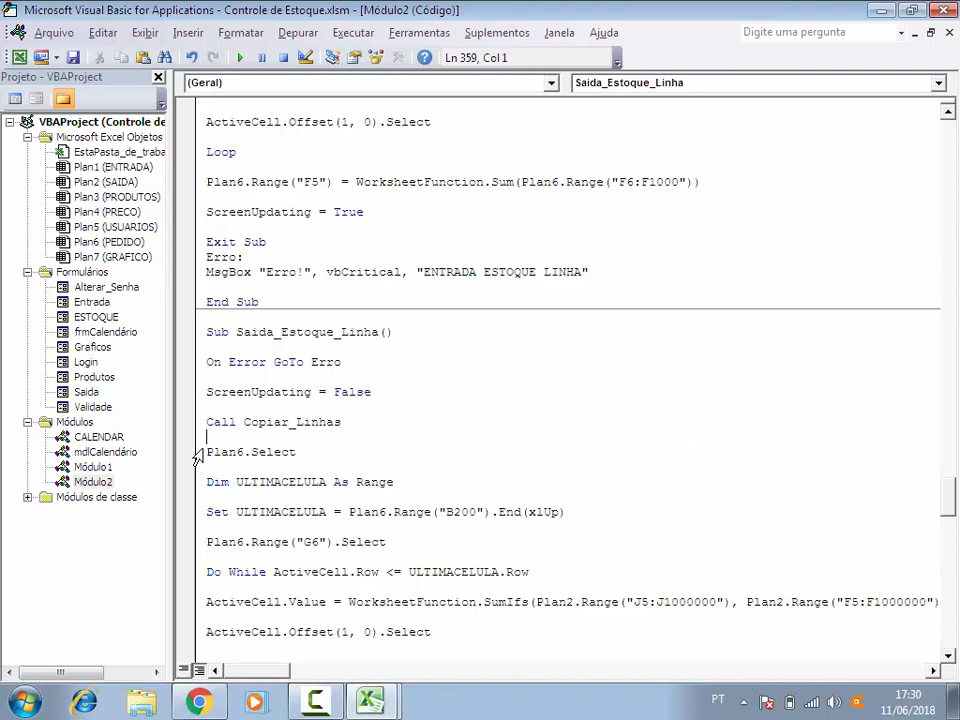 Microsoft Visual Basic for Applications - Controle de Estoque.xlsm - [Módulo2 (Código)]
Arquivo Editar Exibir Inserir Formatar Depurar Executar Ferramentas Suplementos Janela Ajuda Digite uma pergunta
Ln 359, Col 1
Projeto - VBAProject
(Geral)
Saida_Estoque_Linha
VBAProject (Controle de
Microsoft Excel Objetos
EstaPasta_de_traba
Plan1 (ENTRADA)
Plan2 (SAIDA)
Plan3 (PRODUTOS)
Plan4 (PRECO)
Plan5 (USUARIOS)
Plan6 (PEDIDO)
Plan7 (GRAFICO)
Formulários
Alterar_Senha
Entrada
ESTOQUE
frmCalendário
Graficos
Login
Produtos
Saida
Validade
Módulos
CALENDAR
mdlCalendário
Módulo1
Módulo2
Módulos de classe
ActiveCell.Offset(1, 0).Select
Loop
Plan6.Range("F5") = WorksheetFunction.Sum(Plan6.Range("F6:F1000"))
ScreenUpdating = True
Exit Sub
Erro:
MsgBox "Erro!", vbCritical, "ENTRADA ESTOQUE LINHA"
End Sub
Sub Saida_Estoque_Linha()
On Error GoTo Erro
ScreenUpdating = False
Call Copiar_Linhas
Plan6.Select
Dim ULTIMACELULA As Range
Set ULTIMACELULA = Plan6.Range("B200").End(xlUp)
Plan6.Range("G6").Select
Do While ActiveCell.Row <= ULTIMACELULA.Row
ActiveCell.Value = WorksheetFunction.SumIfs(Plan2.Range("J5:J1000000"), Plan2.Range("F5:F1000000")
ActiveCell.Offset(1, 0).Select
PT
17:30
11/06/2018